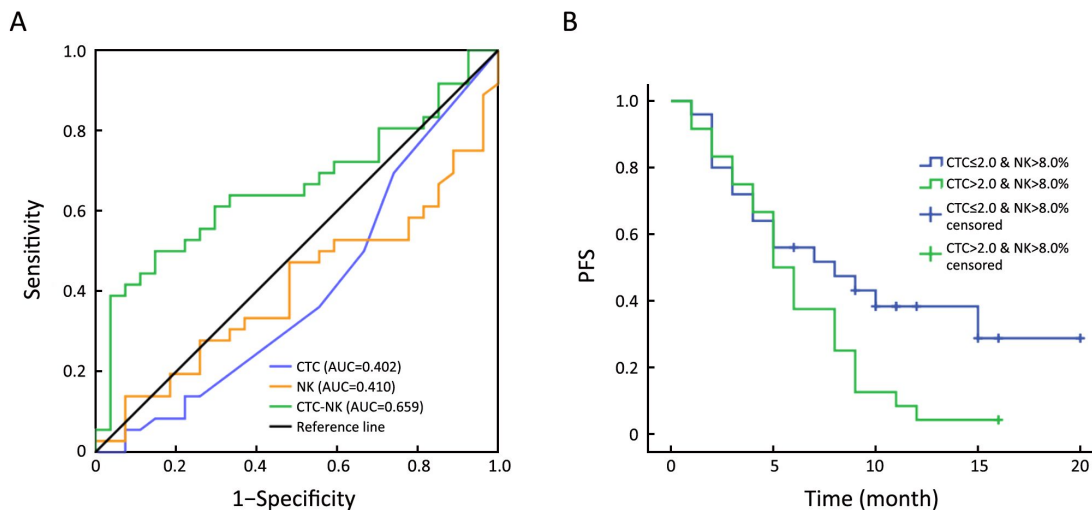 A
Sensitivity
1.0
0.8
0.6
0.4
0.2
0
CTC (AUC=0.402)
NK (AUC=0.410)
CTC-NK (AUC=0.659)
Reference line
0 0.2 0.4 0.6 0.8 1.0
1−Specificity
B
PFS
1.0
0.8
0.6
0.4
0.2
0
CTC≤2.0 & NK>8.0%
CTC>2.0 & NK>8.0%
CTC≤2.0 & NK>8.0%
censored
CTC>2.0 & NK>8.0%
censored
0 5 10 15 20
Time (month)